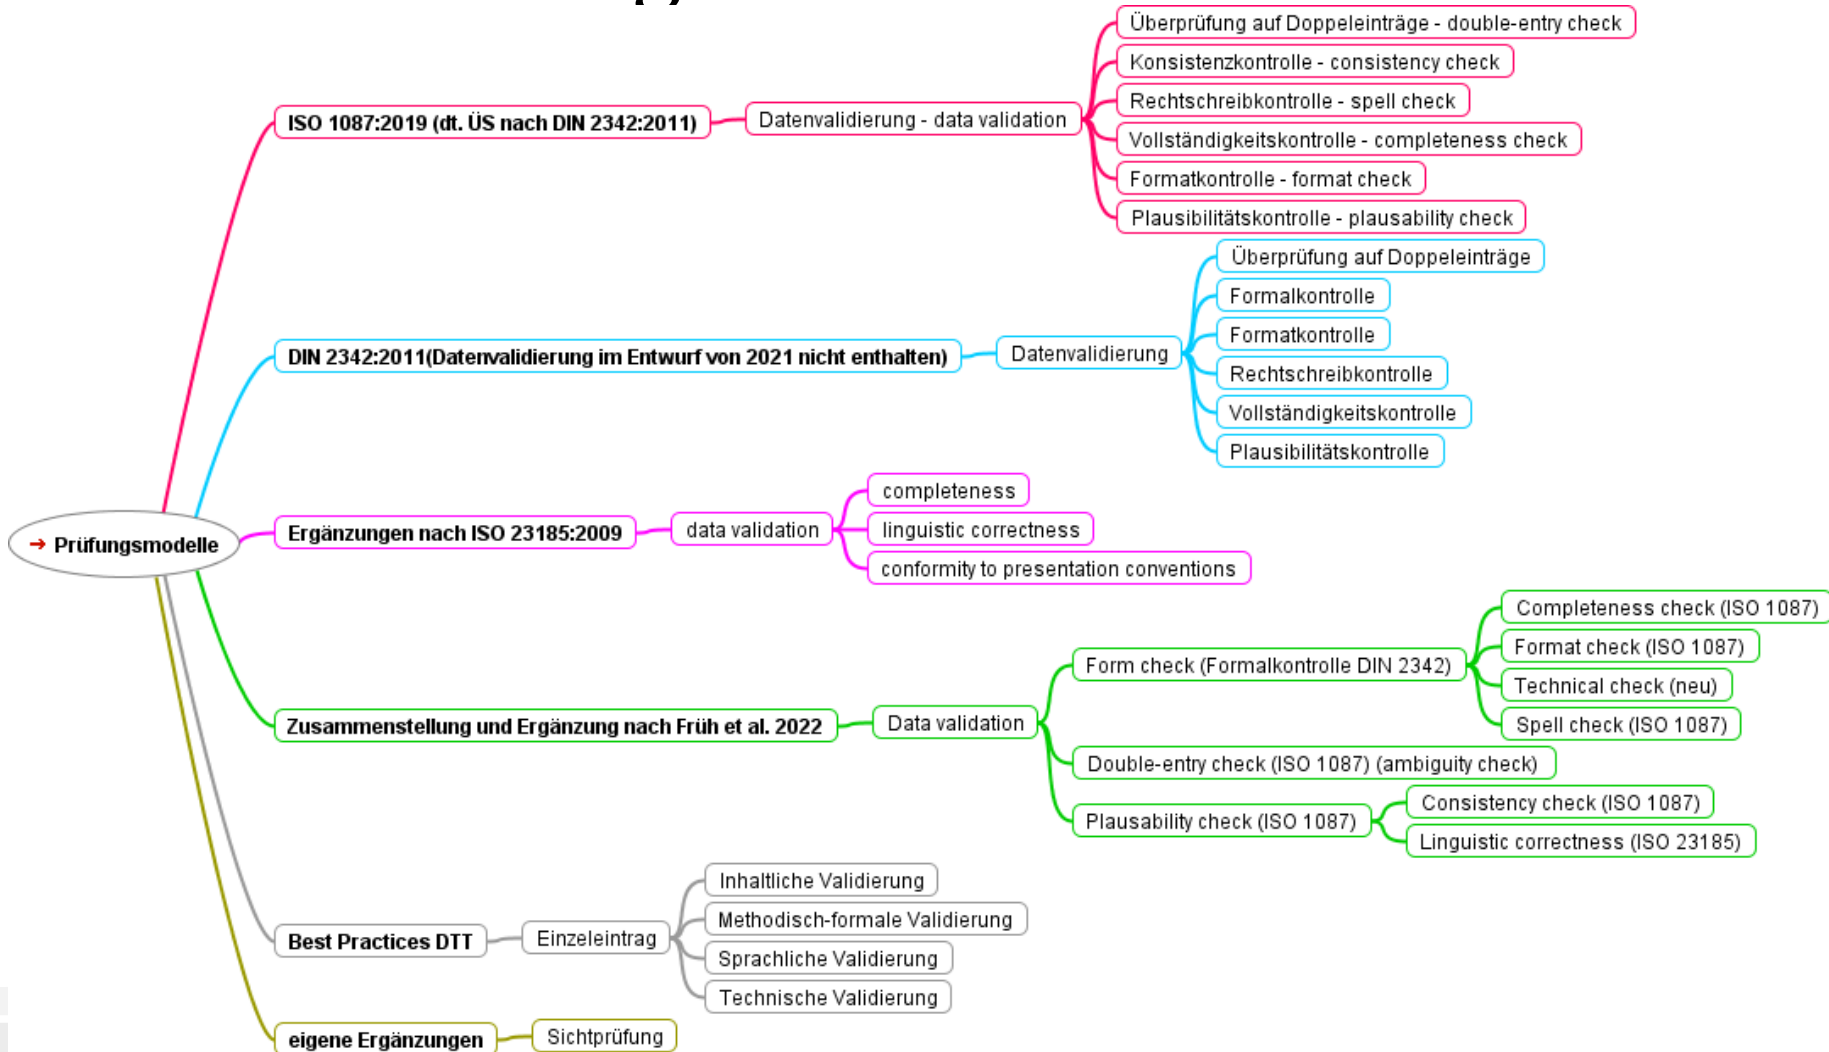 Überprüfung auf Doppeleinträge - double-entry check
Konsistenzkontrolle - consistency check
Rechtschreibkontrolle - spell check
ISO 1087:2019 (dt. ÜS nach DIN 2342:2011)
Datenvalidierung - data validation
Vollständigkeitskontrolle - completeness check
Formatkontrolle - format check
Plausibilitätskontrolle - plausability check
Überprüfung auf Doppeleinträge
Formalkontrolle
Formatkontrolle
DIN 2342:2011(Datenvalidierung im Entwurf von 2021 nicht enthalten)
Datenvalidierung
Rechtschreibkontrolle
Vollständigkeitskontrolle
Plausibilitätskontrolle
completeness
Prüfungsmodelle
Ergänzungen nach ISO 23185:2009
data validation
linguistic correctness
conformity to presentation conventions
Completeness check (ISO 1087)
Form check (Formalkontrolle DIN 2342)
Format check (ISO 1087)
Technical check (neu)
Spell check (ISO 1087)
Zusammenstellung und Ergänzung nach Früh et al. 2022
Data validation
Double-entry check (ISO 1087) (ambiguity check)
Plausability check (ISO 1087)
Consistency check (ISO 1087)
Linguistic correctness (ISO 23185)
Inhaltliche Validierung
Methodisch-formale Validierung
Best Practices DTT
Einzeleintrag
Sprachliche Validierung
Technische Validierung
eigene Ergänzungen
Sichtprüfung